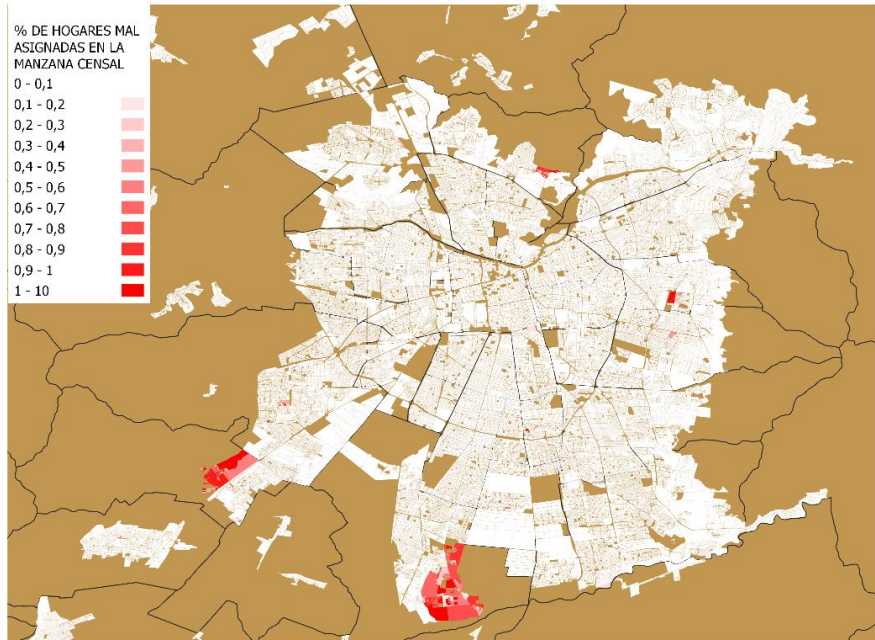 % DE HOGARES MAL
ASIGNADAS EN LA
MANZANA CENSAL
0 - 0,1
0,1 - 0,2
0,2 - 0,3
0,3 - 0,4
0,4 - 0,5
0,5 - 0,6
0,6 - 0,7
0,7 - 0,8
0,8 - 0,9
0,9 - 1
1 - 10